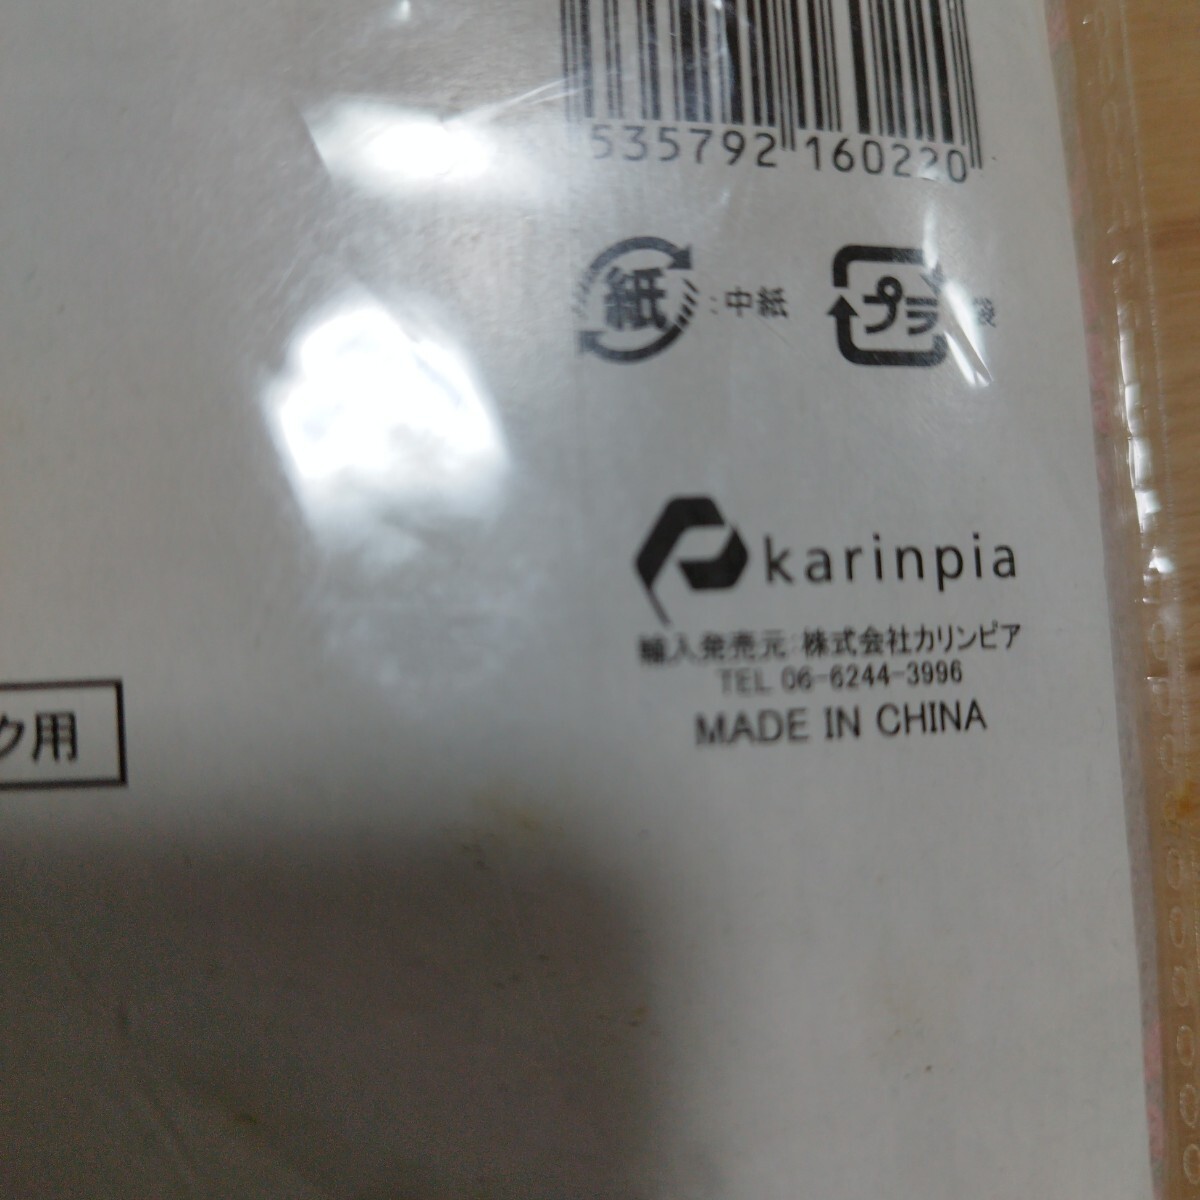 535792 160220
紙 :中紙 プラ 袋
karinpia
輸入発売元:株式会社カリンピア
TEL 06-6244-3996
MADE IN CHINA
ク用